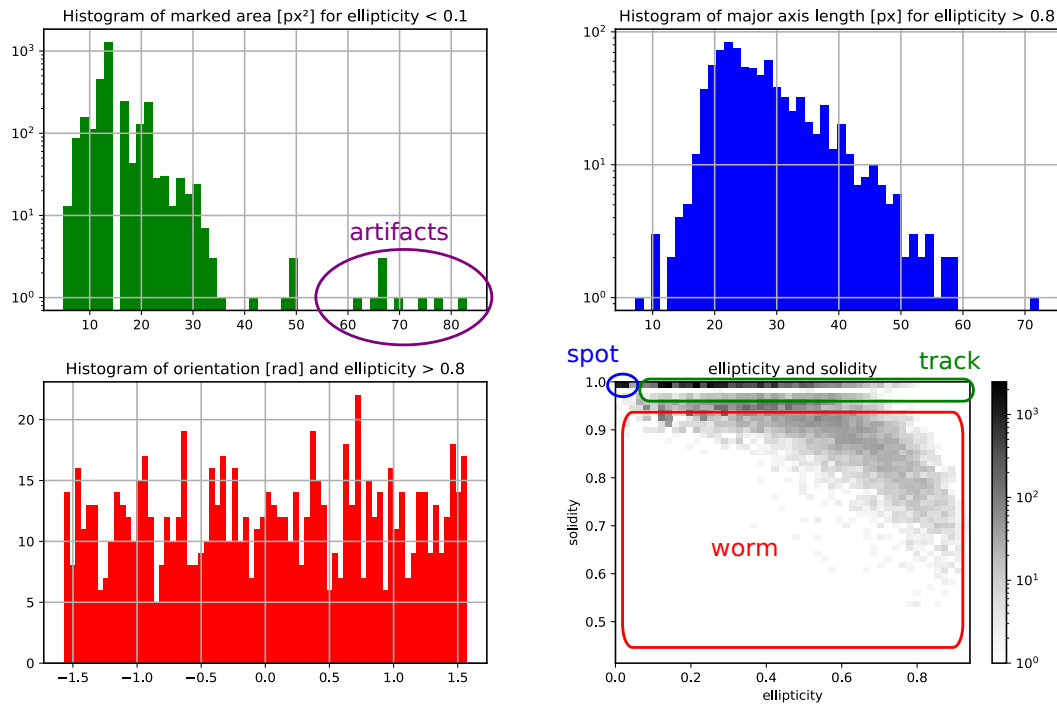 Histogram of marked area [px²] for ellipticity < 0.1
10³
10²
10¹
10⁰
artifacts
10 20 30 40 50 60 70 80
Histogram of major axis length [px] for ellipticity > 0.8
10²
10¹
10⁰
10 20 30 40 50 60 70
Histogram of orientation [rad] and ellipticity > 0.8
20
15
10
5
0
−1.5 −1.0 −0.5 0.0 0.5 1.0 1.5
spot
track
ellipticity and solidity
1.0
0.9
0.8
0.7
0.6
0.5
solidity
worm
0.0 0.2 0.4 0.6 0.8
ellipticity
10³
10²
10¹
10⁰